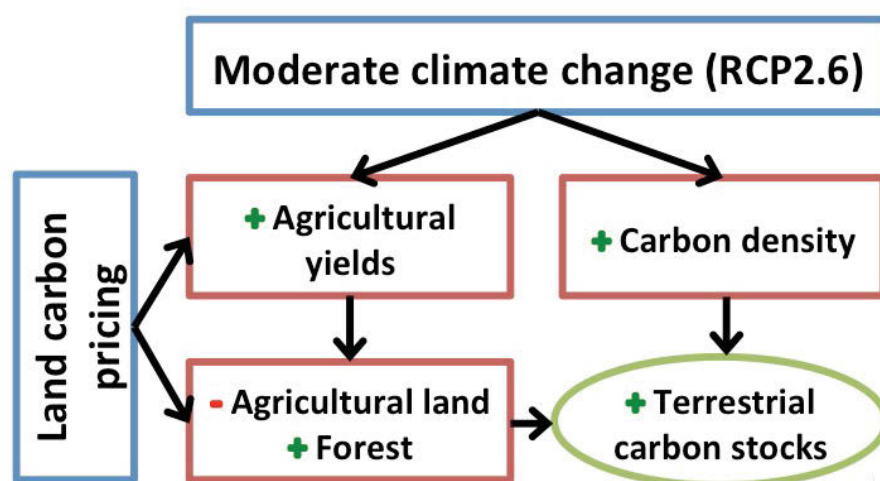 Moderate climate change (RCP2.6)
Land carbon
pricing
+ Agricultural
yields
+ Carbon density
- Agricultural land
+ Forest
+ Terrestrial
carbon stocks